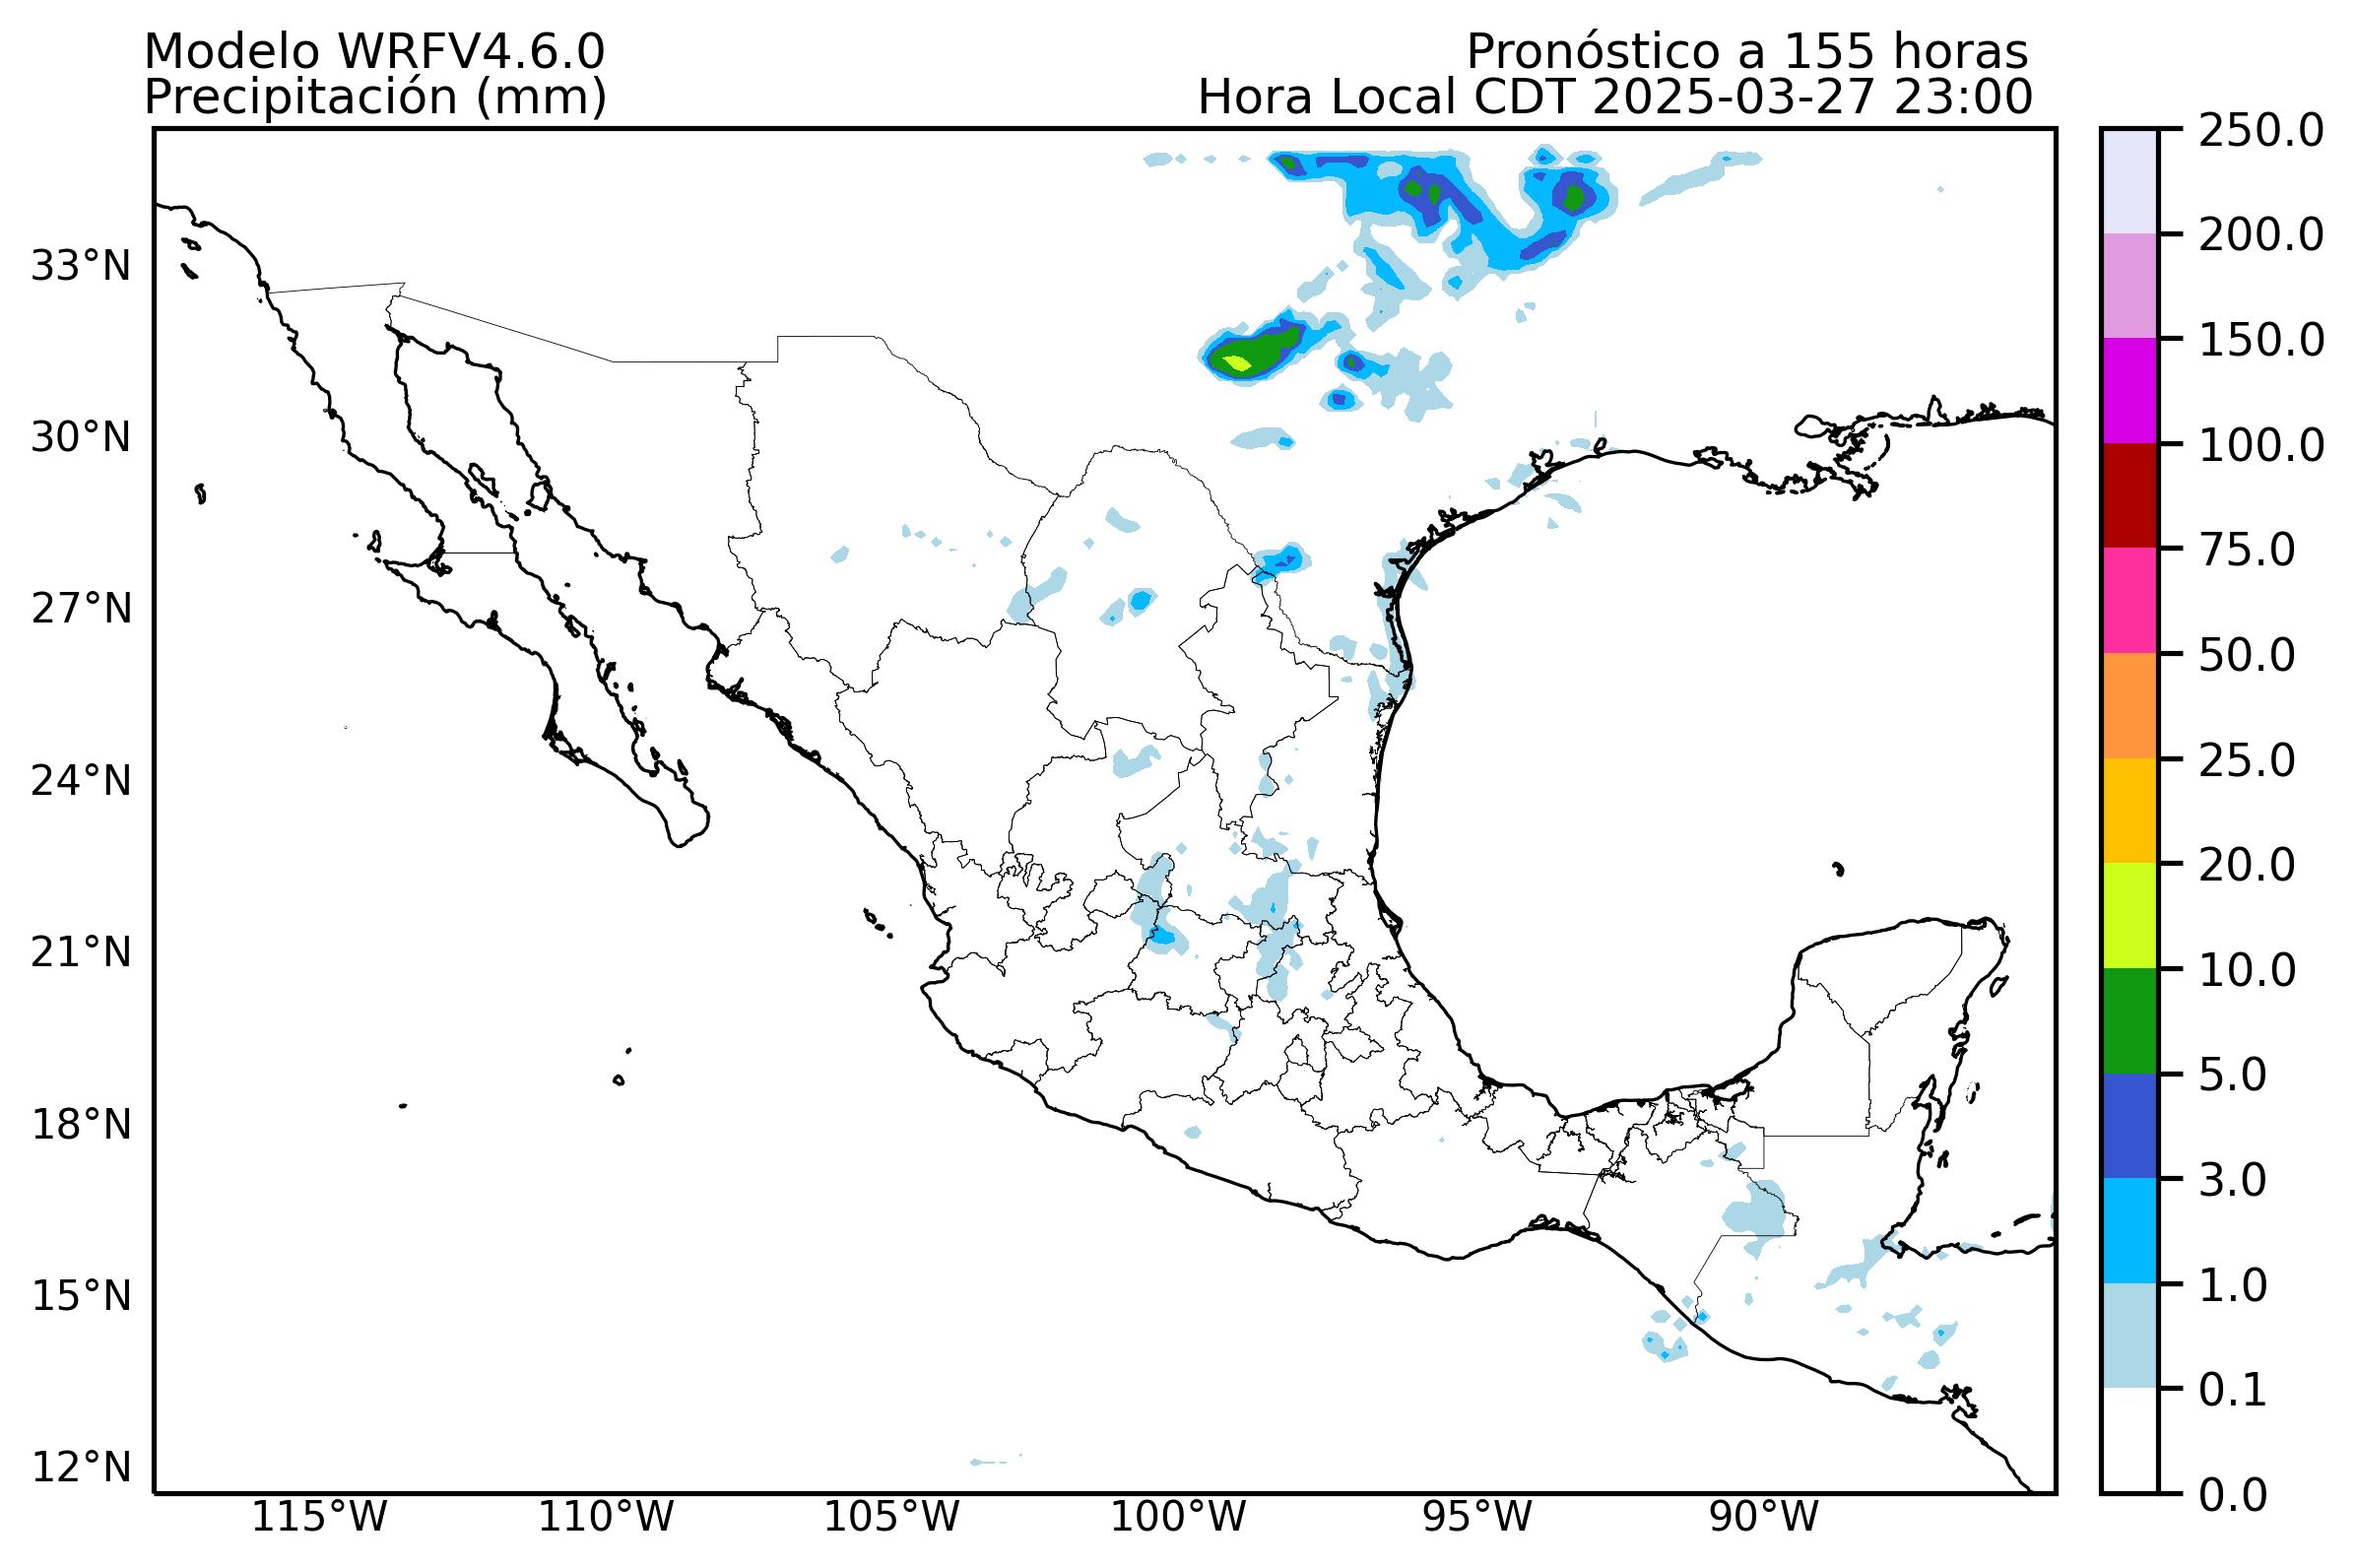 Modelo WRFV4.6.0
Precipitación (mm)
Pronóstico a 155 horas
Hora Local CDT 2025-03-27 23:00
33°N
30°N
27°N
24°N
21°N
18°N
15°N
12°N
115°W
110°W
105°W
100°W
95°W
90°W
250.0
200.0
150.0
100.0
75.0
50.0
25.0
20.0
10.0
5.0
3.0
1.0
0.1
0.0